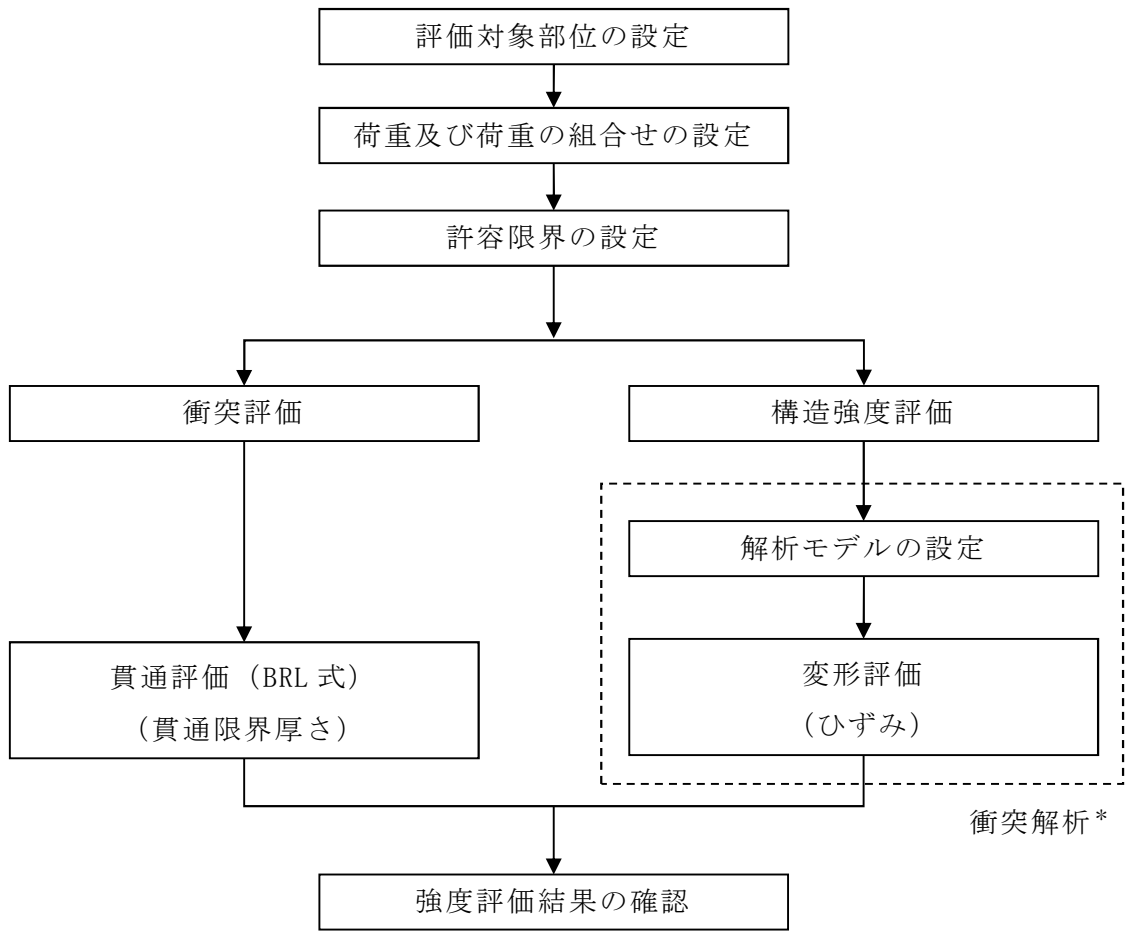 評価対象部位の設定
荷重及び荷重の組合せの設定
許容限界の設定
衝突評価
構造強度評価
解析モデルの設定
貫通評価（BRL 式）
（貫通限界厚さ）
変形評価
（ひずみ）
衝突解析*
強度評価結果の確認